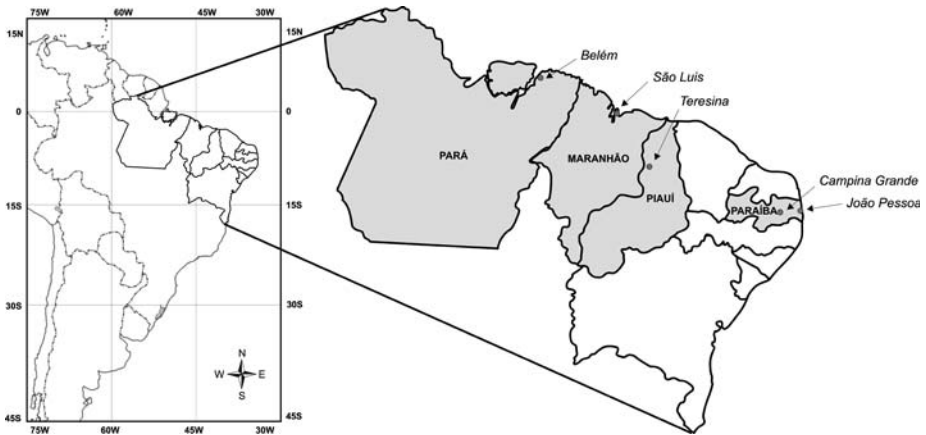 75W 60W 45W 30W
15N
0
15S
30S
45S
75W 60W 45W 30W
N
W E
S
15N
0
15S
30S
45S
Belém
São Luis
Teresina
PARÁ
MARANHÃO
PIAUÍ
PARAÍBA
Campina Grande
João Pessoa